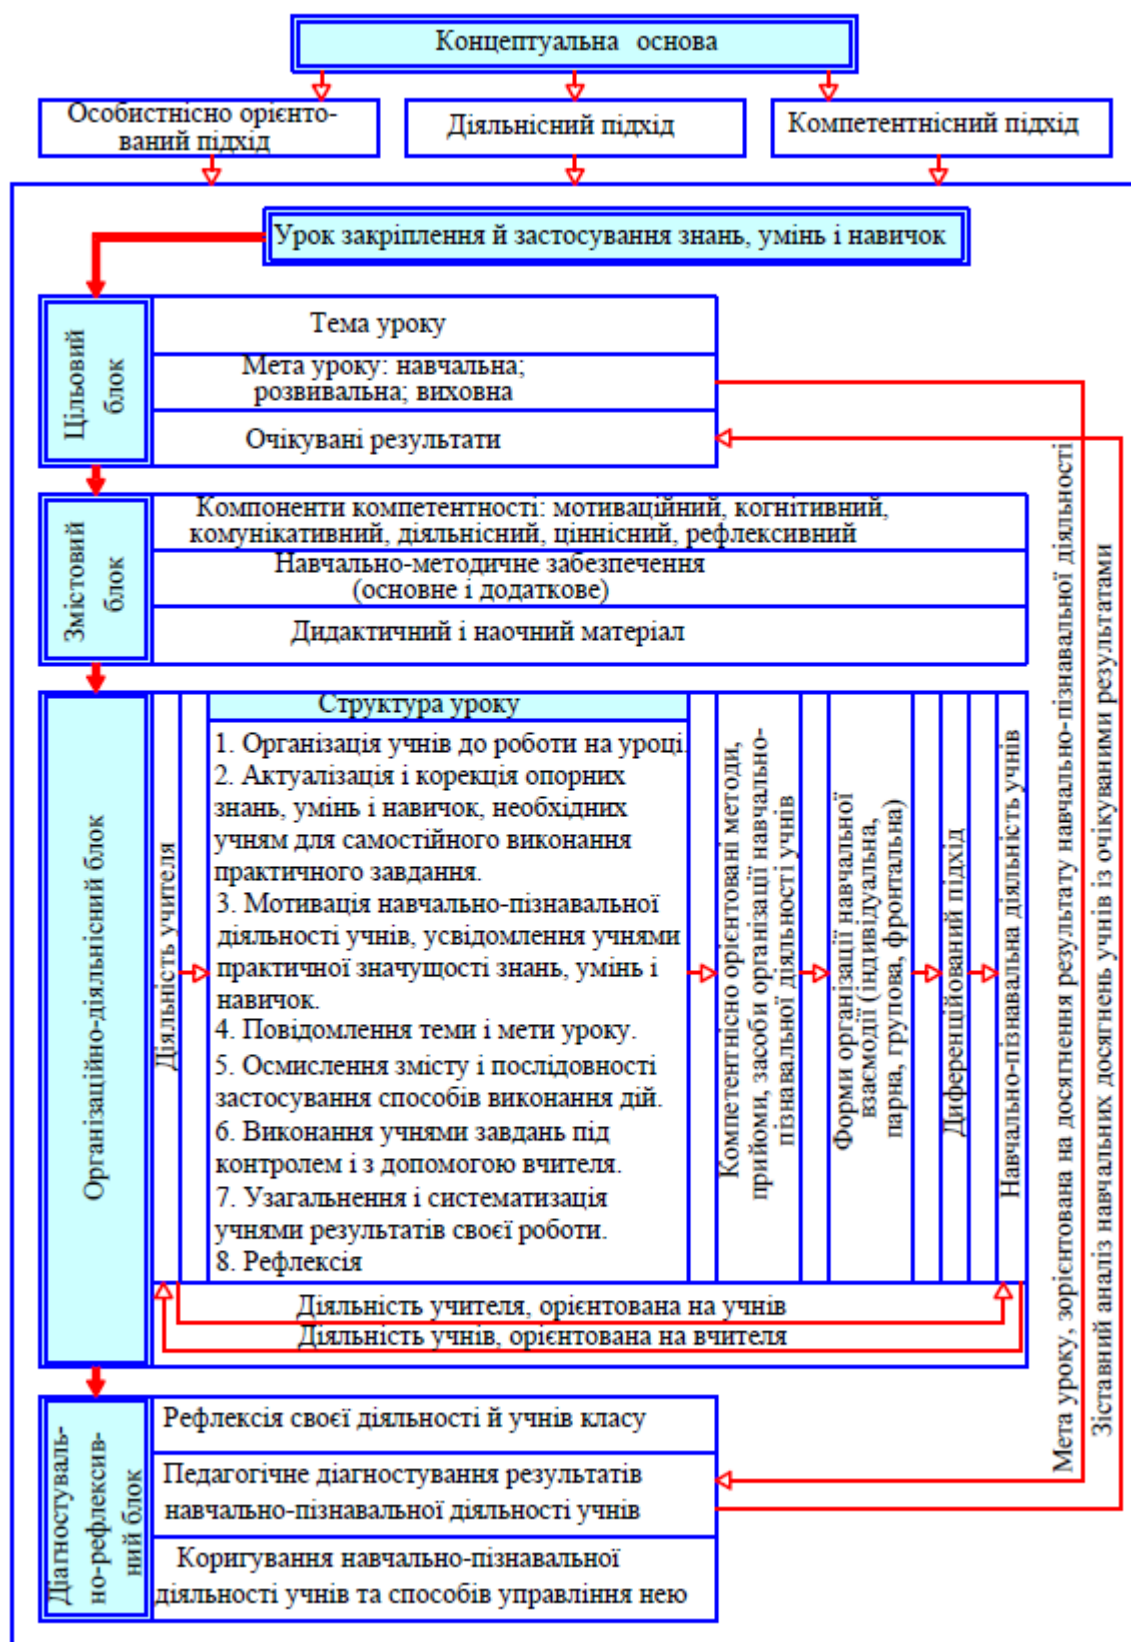 Концептуальна основа
Особистнісно орієнто-
ваний підхід
Діяльнісний підхід
Компетентнісний підхід
Урок закріплення й застосування знань, умінь і навичок
Цільовий
блок
Тема уроку
Мета уроку: навчальна;
розвивальна; виховна
Очікувані результати
Змістовий
блок
Компоненти компетентності: мотиваційний, когнітивний,
комунікативний, діяльнісний, ціннісний, рефлексивний
Навчально-методичне забезпечення
(основне і додаткове)
Дидактичний і наочний матеріал
Організаційно-діяльнісний блок
Діяльність учителя
Структура уроку
1. Організація учнів до роботи на уроці.
2. Актуалізація і корекція опорних
знань, умінь і навичок, необхідних
учням для самостійного виконання
практичного завдання.
3. Мотивація навчально-пізнавальної
діяльності учнів, усвідомлення учнями
практичної значущості знань, умінь і
навичок.
4. Повідомлення теми і мети уроку.
5. Осмислення змісту і послідовності
застосування способів виконання дій.
6. Виконання учнями завдань під
контролем і з допомогою вчителя.
7. Узагальнення і систематизація
учнями результатів своєї роботи.
8. Рефлексія
Компетентнісно орієнтовані методи,
прийоми, засоби організації навчально-
пізнавальної діяльності учнів
Форми організації навчальної
взаємодії (індивідуальна,
парна, групова, фронтальна)
Диференційований підхід
Навчально-пізнавальна діяльність учнів
Діяльність учителя, орієнтована на учнів
Діяльність учнів, орієнтована на вчителя
Діагностуваль-
но-рефлексив-
ний блок
Рефлексія своєї діяльності й учнів класу
Педагогічне діагностування результатів
навчально-пізнавальної діяльності учнів
Коригування навчально-пізнавальної
діяльності учнів та способів управління нею
Мета уроку, зорієнтована на досягнення результату навчально-пізнавальної діяльності
Зіставний аналіз навчальних досягнень учнів із очікуваними результатами